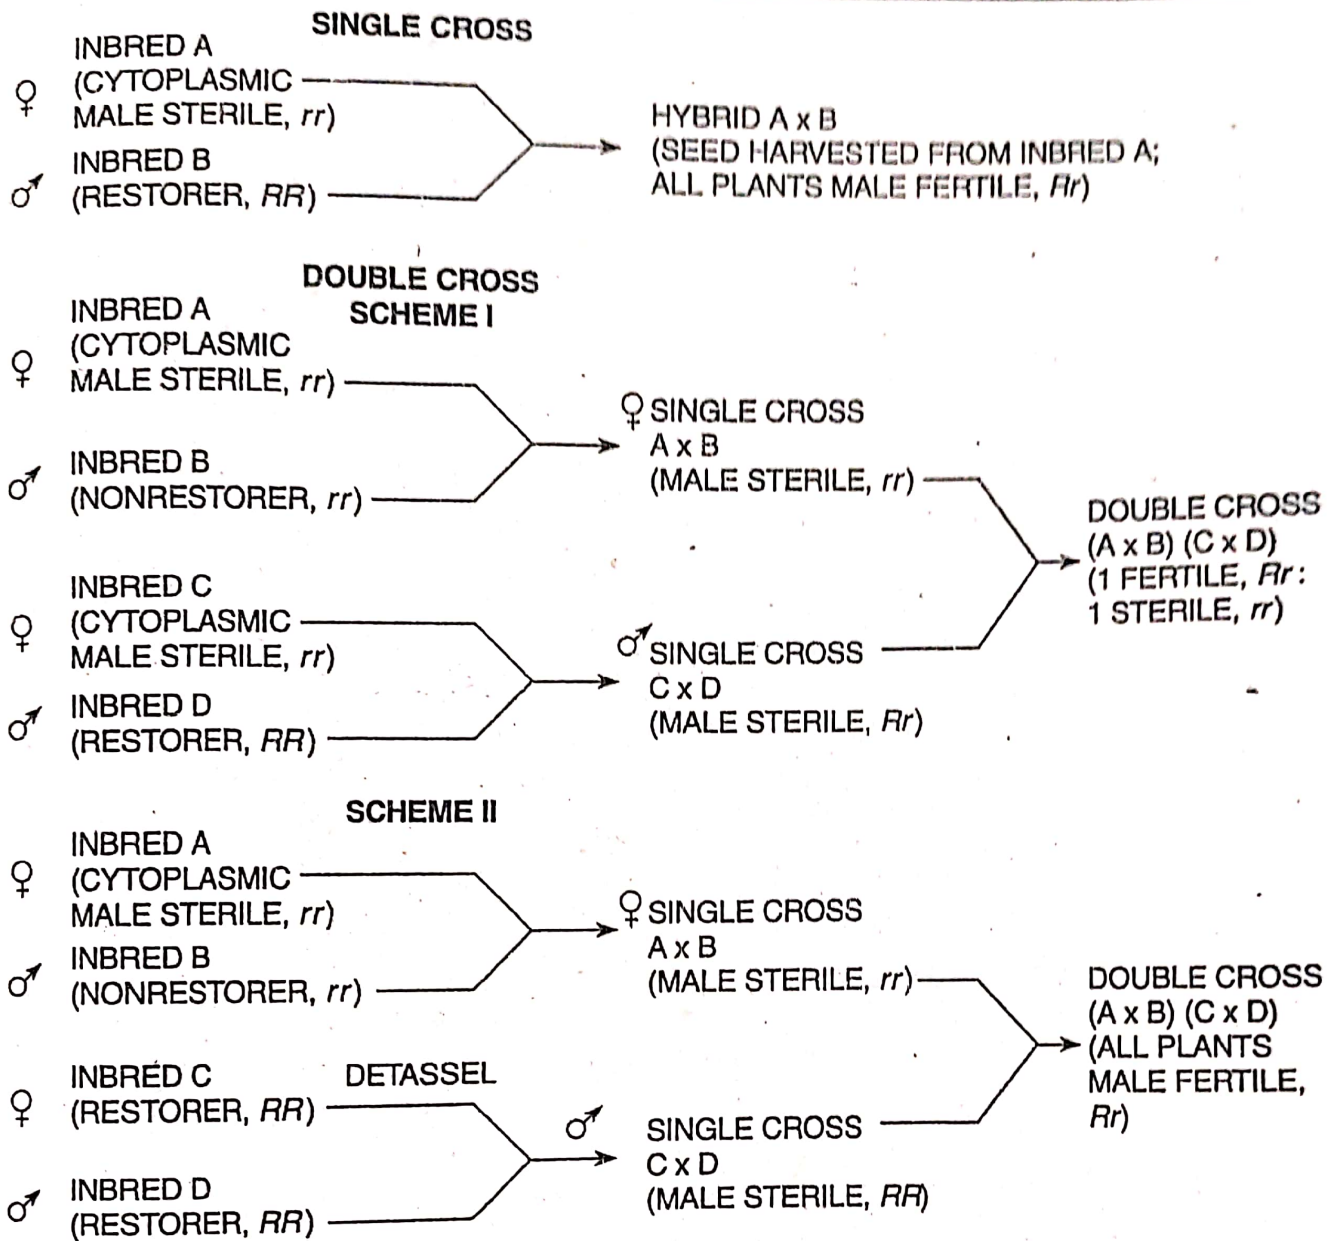 SINGLE CROSS
♀ INBRED A
(CYTOPLASMIC
MALE STERILE, rr)
♂ INBRED B
(RESTORER, RR)
HYBRID A x B
(SEED HARVESTED FROM INBRED A;
ALL PLANTS MALE FERTILE, Rr)
DOUBLE CROSS
SCHEME I
♀ INBRED A
(CYTOPLASMIC
MALE STERILE, rr)
♂ INBRED B
(NONRESTORER, rr)
♀ SINGLE CROSS
A x B
(MALE STERILE, rr)
♀ INBRED C
(CYTOPLASMIC
MALE STERILE, rr)
♂ INBRED D
(RESTORER, RR)
♂ SINGLE CROSS
C x D
(MALE STERILE, Rr)
DOUBLE CROSS
(A x B) (C x D)
(1 FERTILE, Rr :
1 STERILE, rr)
SCHEME II
♀ INBRED A
(CYTOPLASMIC
MALE STERILE, rr)
♂ INBRED B
(NONRESTORER, rr)
♀ SINGLE CROSS
A x B
(MALE STERILE, rr)
♀ INBRED C
(RESTORER, RR)
DETASSEL
♂ INBRED D
(RESTORER, RR)
♂ SINGLE CROSS
C x D
(MALE STERILE, RR)
DOUBLE CROSS
(A x B) (C x D)
(ALL PLANTS
MALE FERTILE,
Rr)